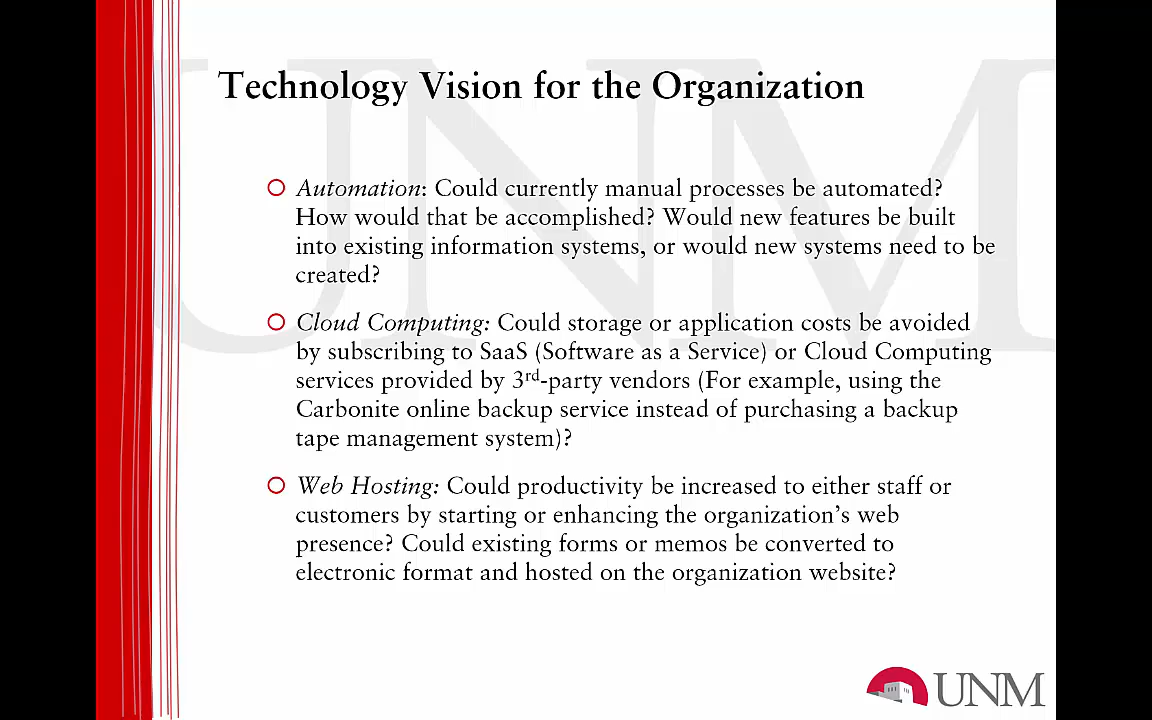 Technology Vision for the Organization
Automation: Could currently manual processes be automated?
How would that be accomplished? Would new features be built
into existing information systems, or would new systems need to be
created?
Cloud Computing: Could storage or application costs be avoided
by subscribing to SaaS (Software as a Service) or Cloud Computing
services provided by 3rd-party vendors (For example, using the
Carbonite online backup service instead of purchasing a backup
tape management system)?
Web Hosting: Could productivity be increased to either staff or
customers by starting or enhancing the organization’s web
presence? Could existing forms or memos be converted to
electronic format and hosted on the organization website?
UNM
UNM